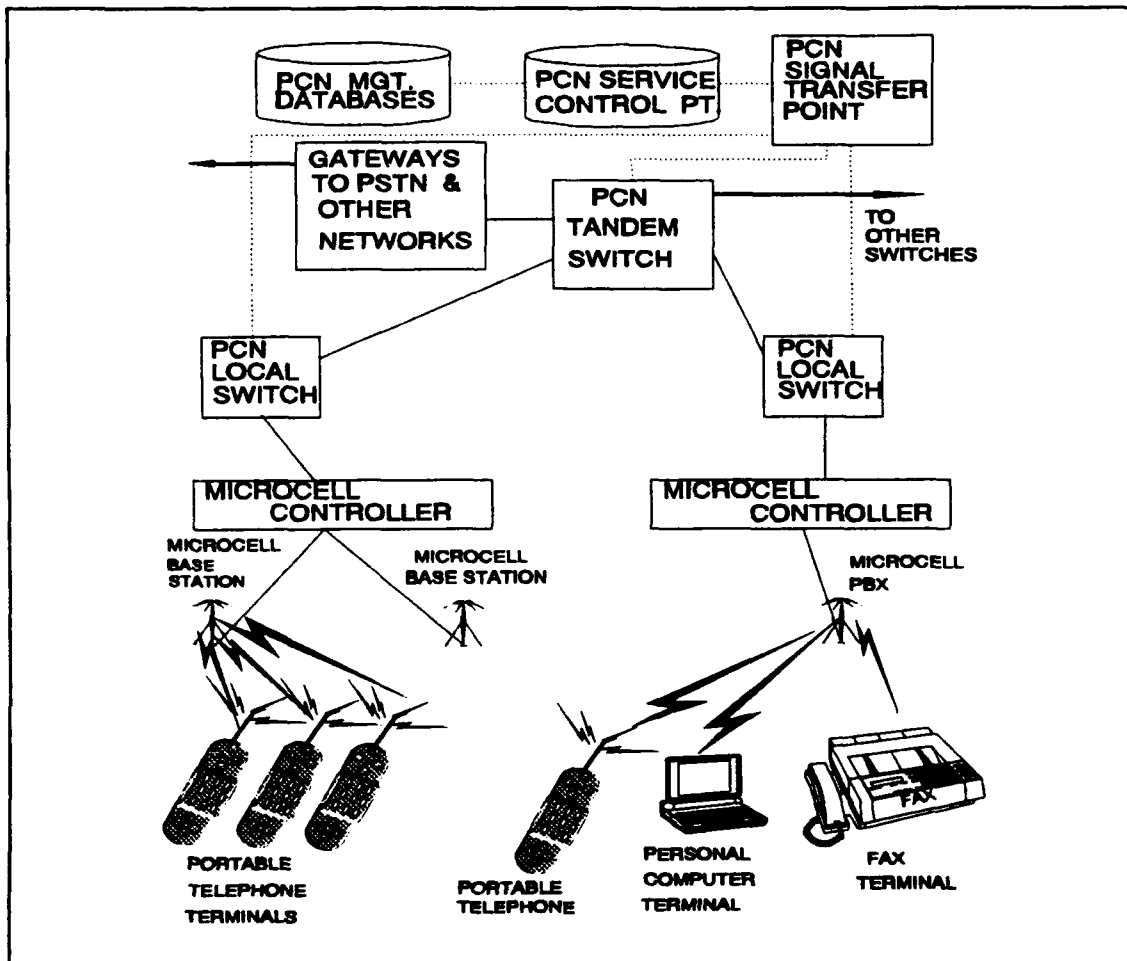 PCN MGT.
DATABASES
PCN SERVICE
CONTROL PT
PCN
SIGNAL
TRANSFER
POINT
GATEWAYS
TO PSTN &
OTHER
NETWORKS
PCN
TANDEM
SWITCH
TO
OTHER
SWITCHES
PCN
LOCAL
SWITCH
PCN
LOCAL
SWITCH
MICROCELL
CONTROLLER
MICROCELL
CONTROLLER
MICROCELL
BASE
STATION
MICROCELL
BASE STATION
MICROCELL
PBX
FAX
PORTABLE
TELEPHONE
TERMINALS
PORTABLE
TELEPHONE
PERSONAL
COMPUTER
TERMINAL
FAX
TERMINAL